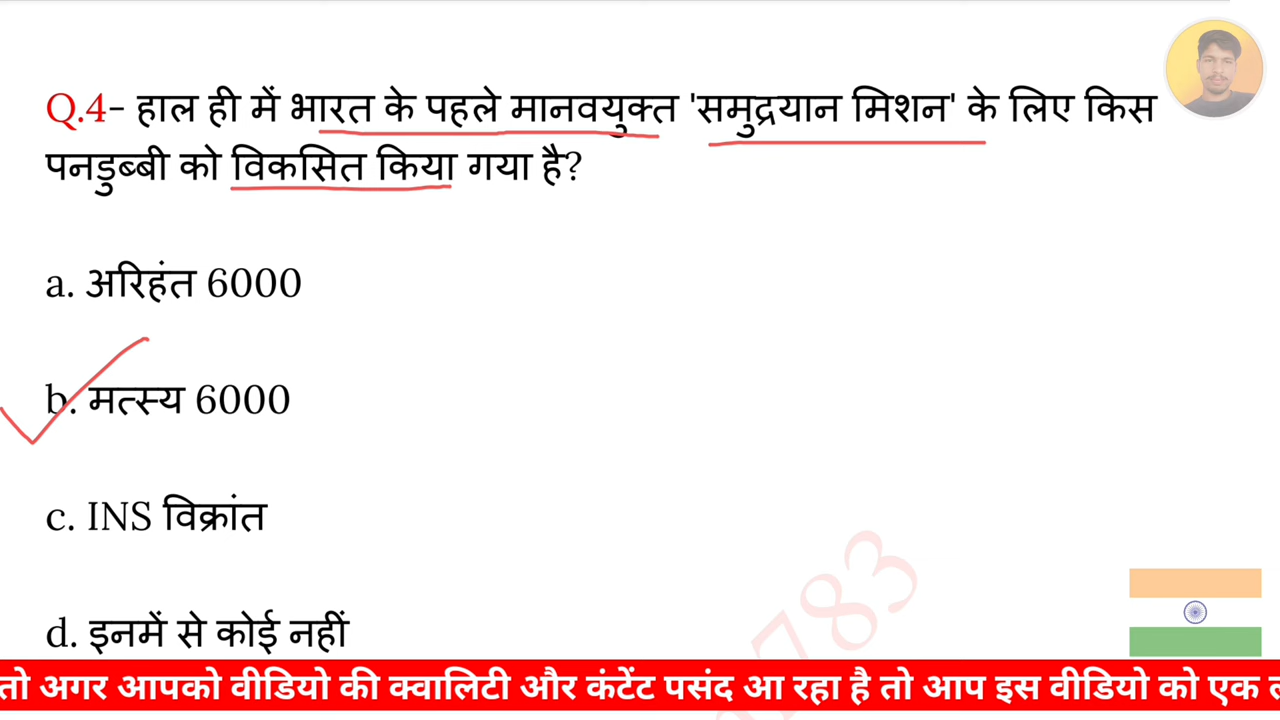 Q.4- हाल ही में भारत के पहले मानवयुक्त 'समुद्रयान मिशन' के लिए किस
पनडुब्बी को विकसित किया गया है?
a. अरिहंत 6000
b. मत्स्य 6000
c. INS विक्रांत
783
d. इनमें से कोई नहीं
तो अगर आपको वीडियो की क्वालिटी और कंटेंट पसंद आ रहा है तो आप इस वीडियो को एक